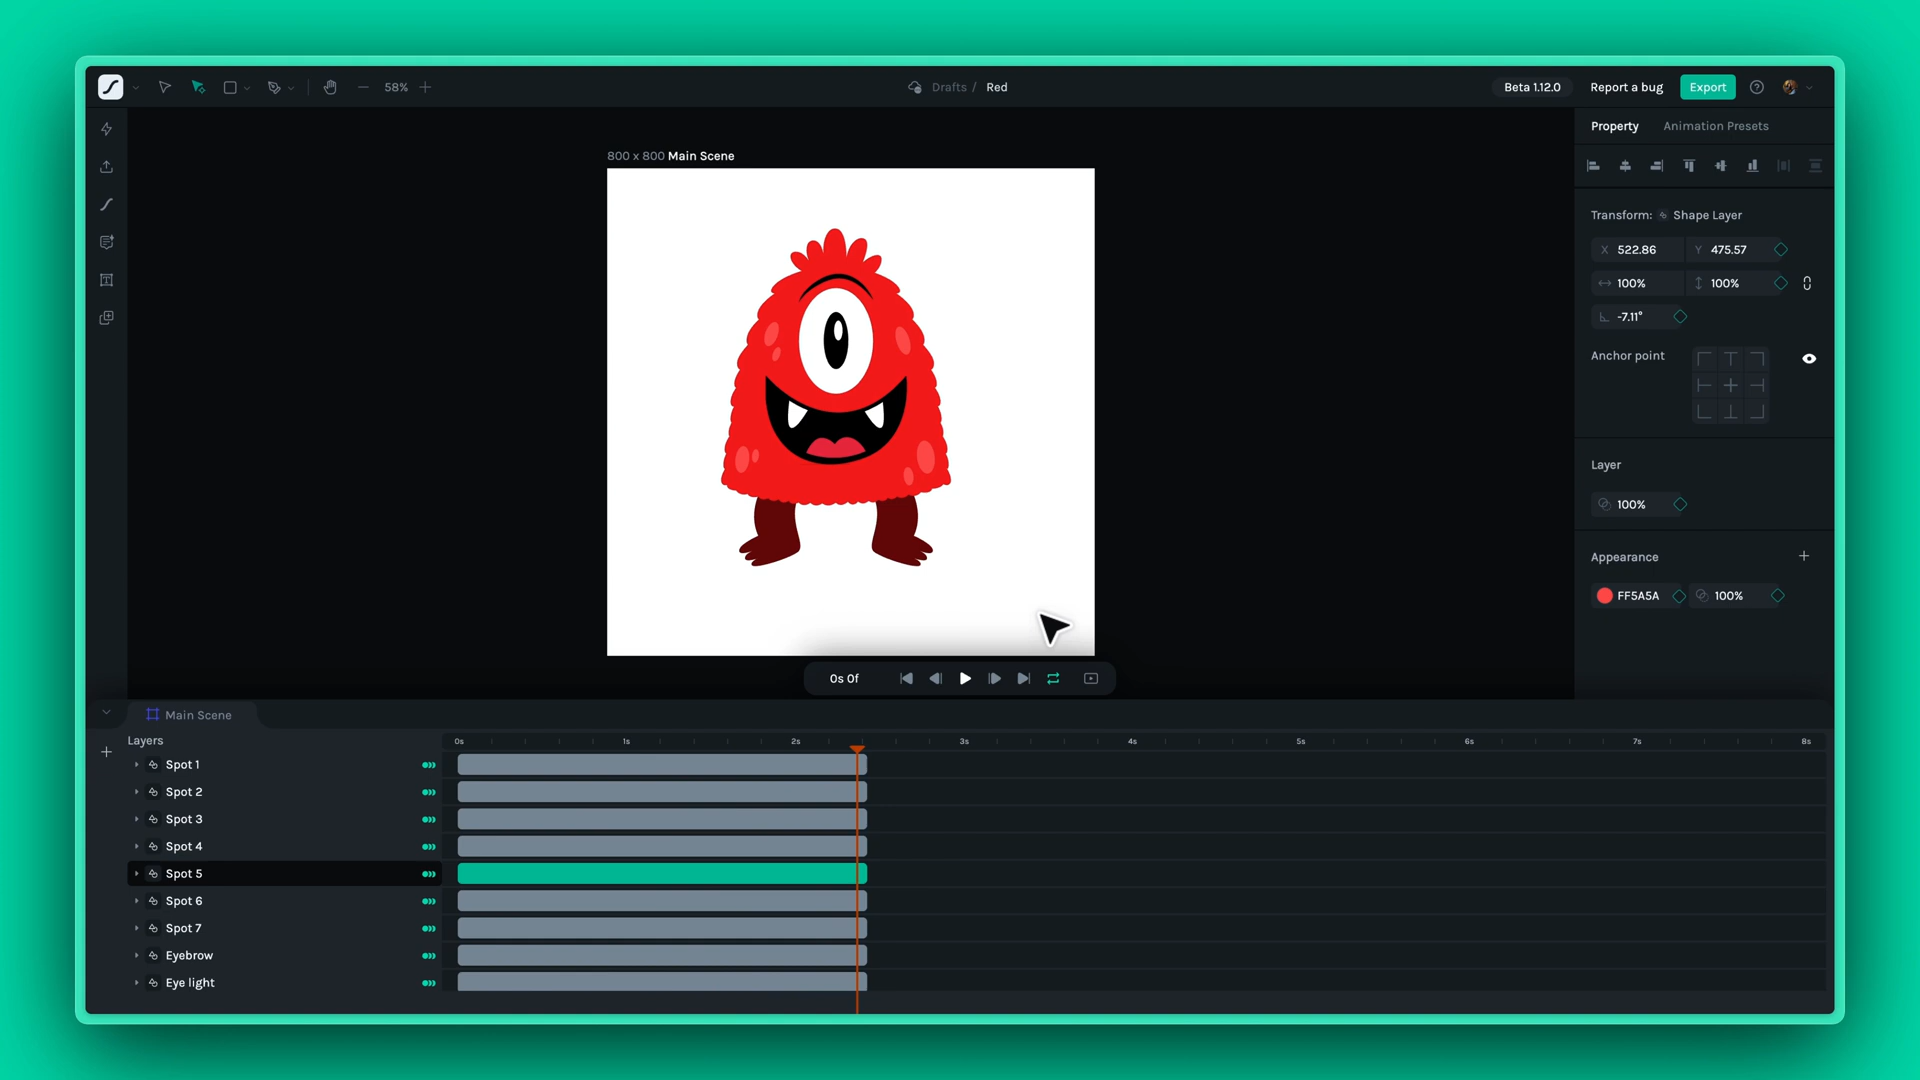 58%
Drafts / Red
Beta 1.12.0
Report a bug
Export
Property
Animation Presets
800 x 800 Main Scene
Transform: Shape Layer
X 522.86
Y 475.57
100%
100%
-7.11°
Anchor point
Layer
100%
Appearance
FF5A5A
100%
0s 0f
Main Scene
Layers
0s 1s 2s 3s 4s 5s 6s 7s 8s
Spot 1
Spot 2
Spot 3
Spot 4
Spot 5
Spot 6
Spot 7
Eyebrow
Eye light